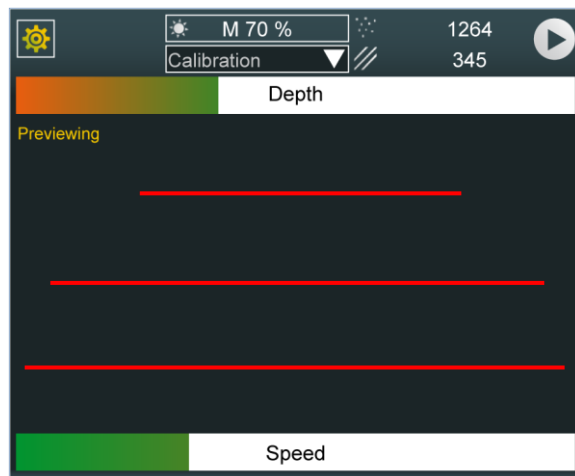 M 70 %
1264
Calibration
345
Depth
Previewing
Speed